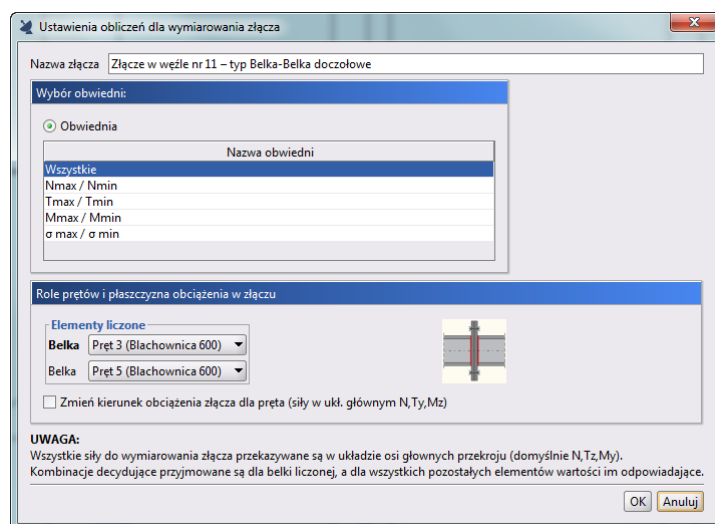 Ustawienia obliczeń dla wymiarowania złącza
Nazwa złącza Złącze w węźle nr 11 – typ Belka-Belka doczołowe
Wybór obwiedni:
Obwiednia
Nazwa obwiedni
Wszystkie
Nmax / Nmin
Tmax / Tmin
Mmax / Mmin
σ max / σ min
Role prętów i płaszczyzna obciążenia w złączu
Elementy liczone
Belka Pręt 3 (Blachownica 600)
Belka Pręt 5 (Blachownica 600)
Zmień kierunek obciążenia złącza dla pręta (siły w ukł. głównym N,Ty,Mz)
UWAGA:
Wszystkie siły do wymiarowania złącza przekazywane są w układzie osi głownych przekroju (domyślnie N,Tz,My).
Kombinacje decydujące przyjmowane są dla belki liczonej, a dla wszystkich pozostałych elementów wartości im odpowiadające.
OK Anuluj